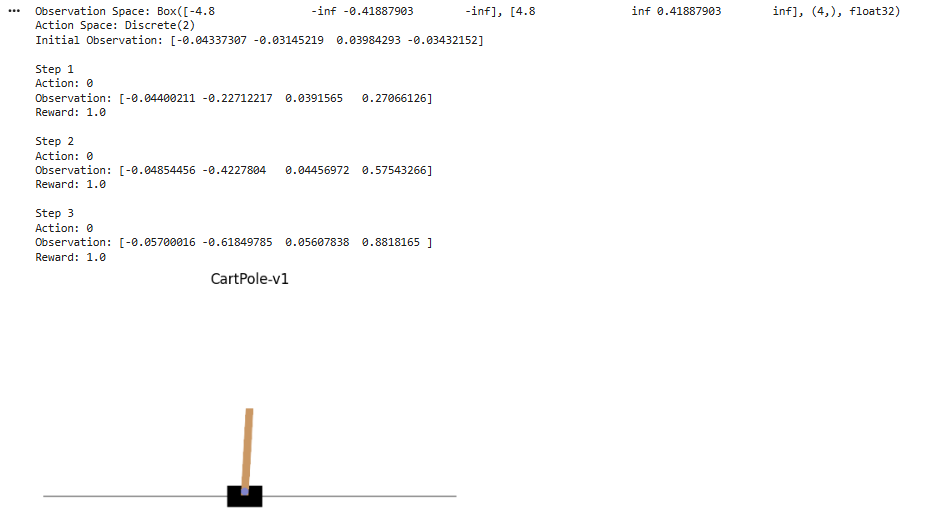 Observation Space: Box([-4.8 -inf -0.41887903 -inf], [4.8 inf 0.41887903 inf], (4,), float32)
Action Space: Discrete(2)
Initial Observation: [-0.04337307 -0.03145219 0.03984293 -0.03432152]
Step 1
Action: 0
Observation: [-0.04400211 -0.22712217 0.0391565 0.27066126]
Reward: 1.0
Step 2
Action: 0
Observation: [-0.04854456 -0.4227804 0.04456972 0.57543266]
Reward: 1.0
Step 3
Action: 0
Observation: [-0.05700016 -0.61849785 0.05607838 0.8818165 ]
Reward: 1.0
CartPole-v1